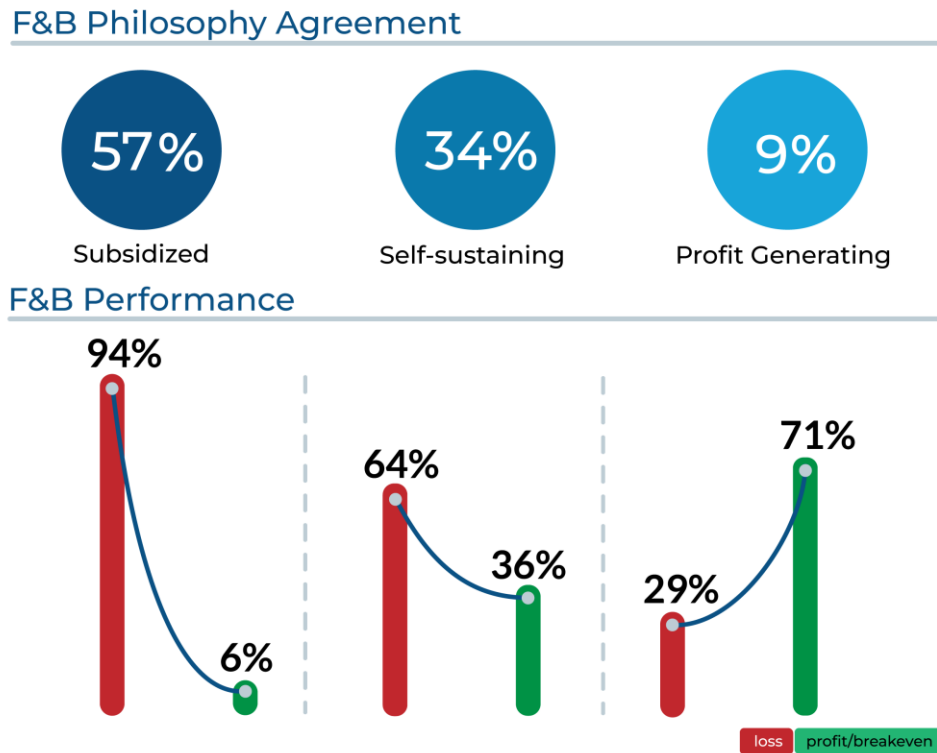 F&B Philosophy Agreement
57%
34%
9%
Subsidized
Self-sustaining
Profit Generating
F&B Performance
94%
6%
64%
36%
29%
71%
loss
profit/breakeven